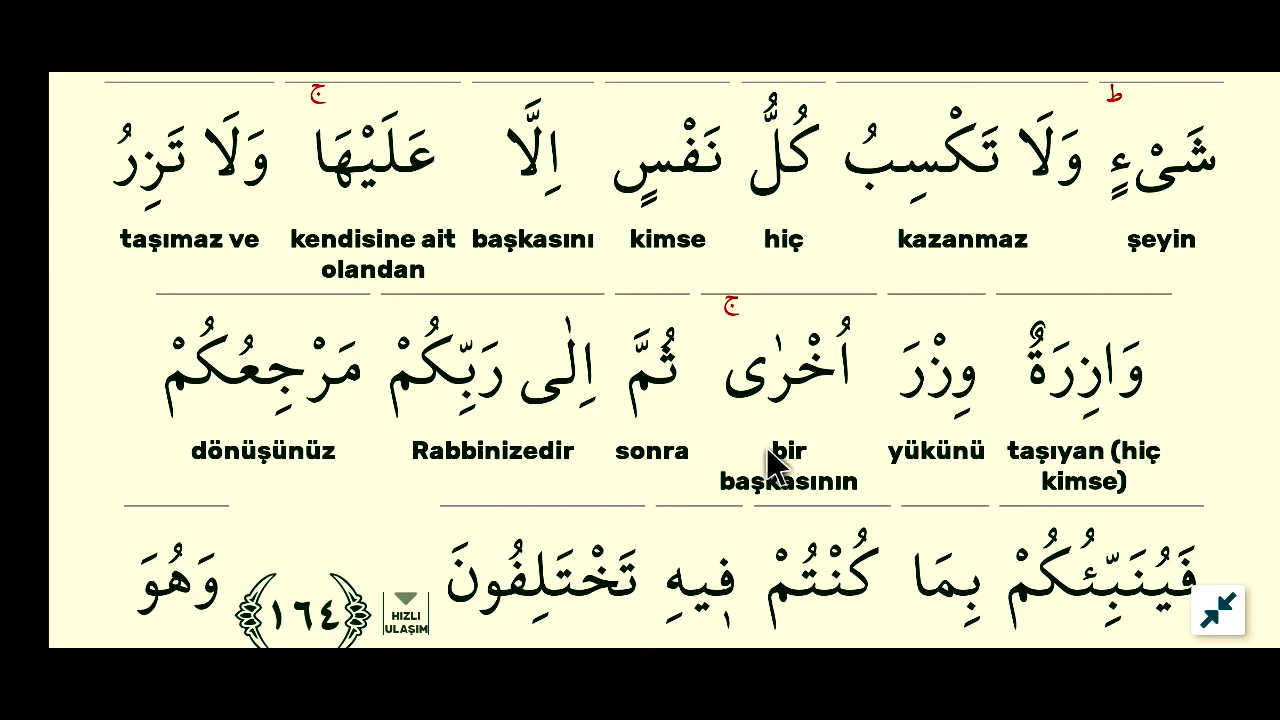 ط ج
شَىْءٍ وَلَا تَكْسِبُ كُلُّ نَفْسٍ اِلَّا عَلَيْهَا وَلَا تَزِرُ
şeyin kazanmaz hiç kimse başkasını kendisine ait olandan taşımaz ve
ج
وَازِرَةٌ وِزْرَ اُخْرٰى ثُمَّ اِلٰى رَبِّكُمْ مَرْجِعُكُمْ
taşıyan (hiç kimse) yükünü bir başkasının sonra Rabbinizedir dönüşünüz
فَيُنَبِّئُكُمْ بِمَا كُنْتُمْ فٖيهِ تَخْتَلِفُونَ ﴿١٦٤﴾ وَهُوَ
HIZLI
ULAŞIM